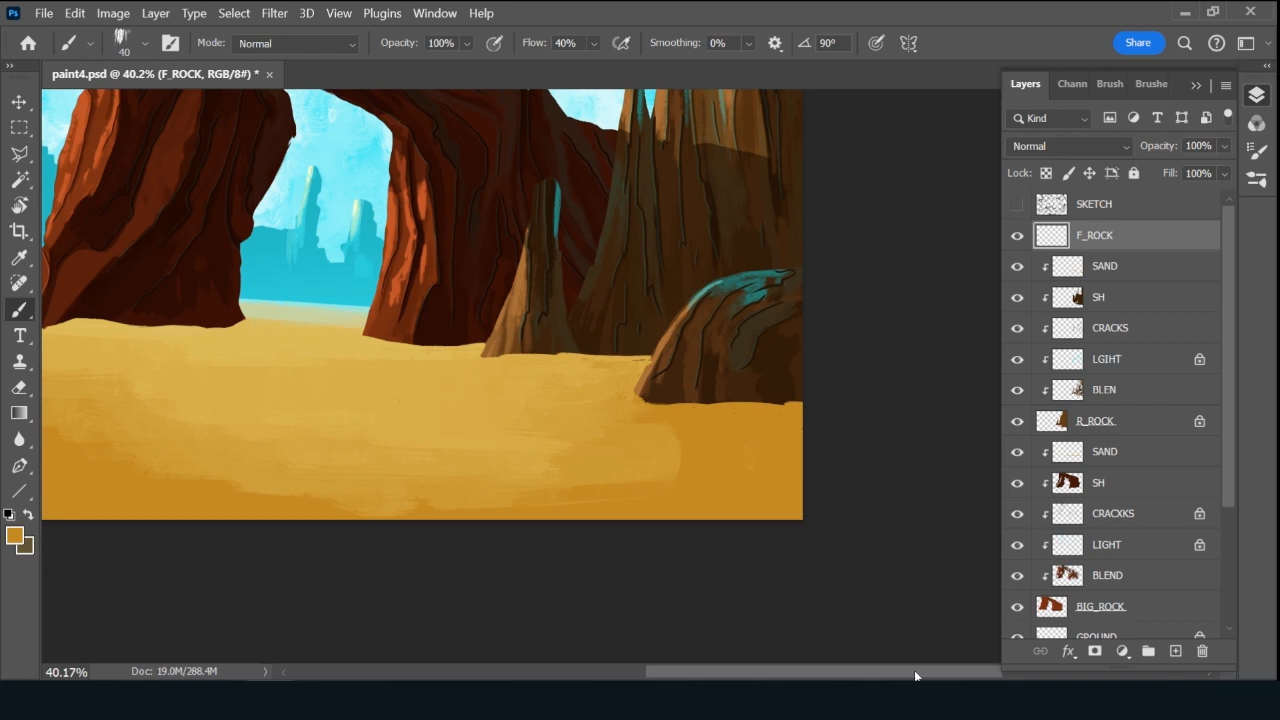 Ps File Edit Image Layer Type Select Filter 3D View Plugins Window Help
40 Mode: Normal Opacity: 100% Flow: 40% Smoothing: 0% 90° Share
paint4.psd @ 40.2% (F_ROCK, RGB/8#) *
Layers Chann Brush Brushe
Kind
Normal Opacity: 100%
Lock: Fill: 100%
SKETCH
F_ROCK
SAND
SH
CRACKS
LGIHT
BLEN
R_ROCK
SAND
SH
CRACXKS
LIGHT
BLEND
BIG_ROCK
GROUND
fx
40.17% Doc: 19.0M/288.4M